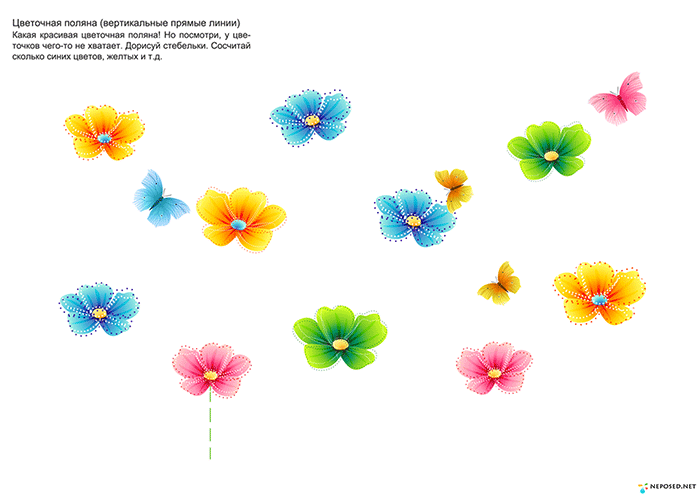 Цветочная поляна (вертикальные прямые линии)
Какая красивая цветочная поляна! Но посмотри, у цве-
точков чего-то не хватает. Дорисуй стебельки. Сосчитай
сколько синих цветов, желтых и т.д.
NEPOSED.NET